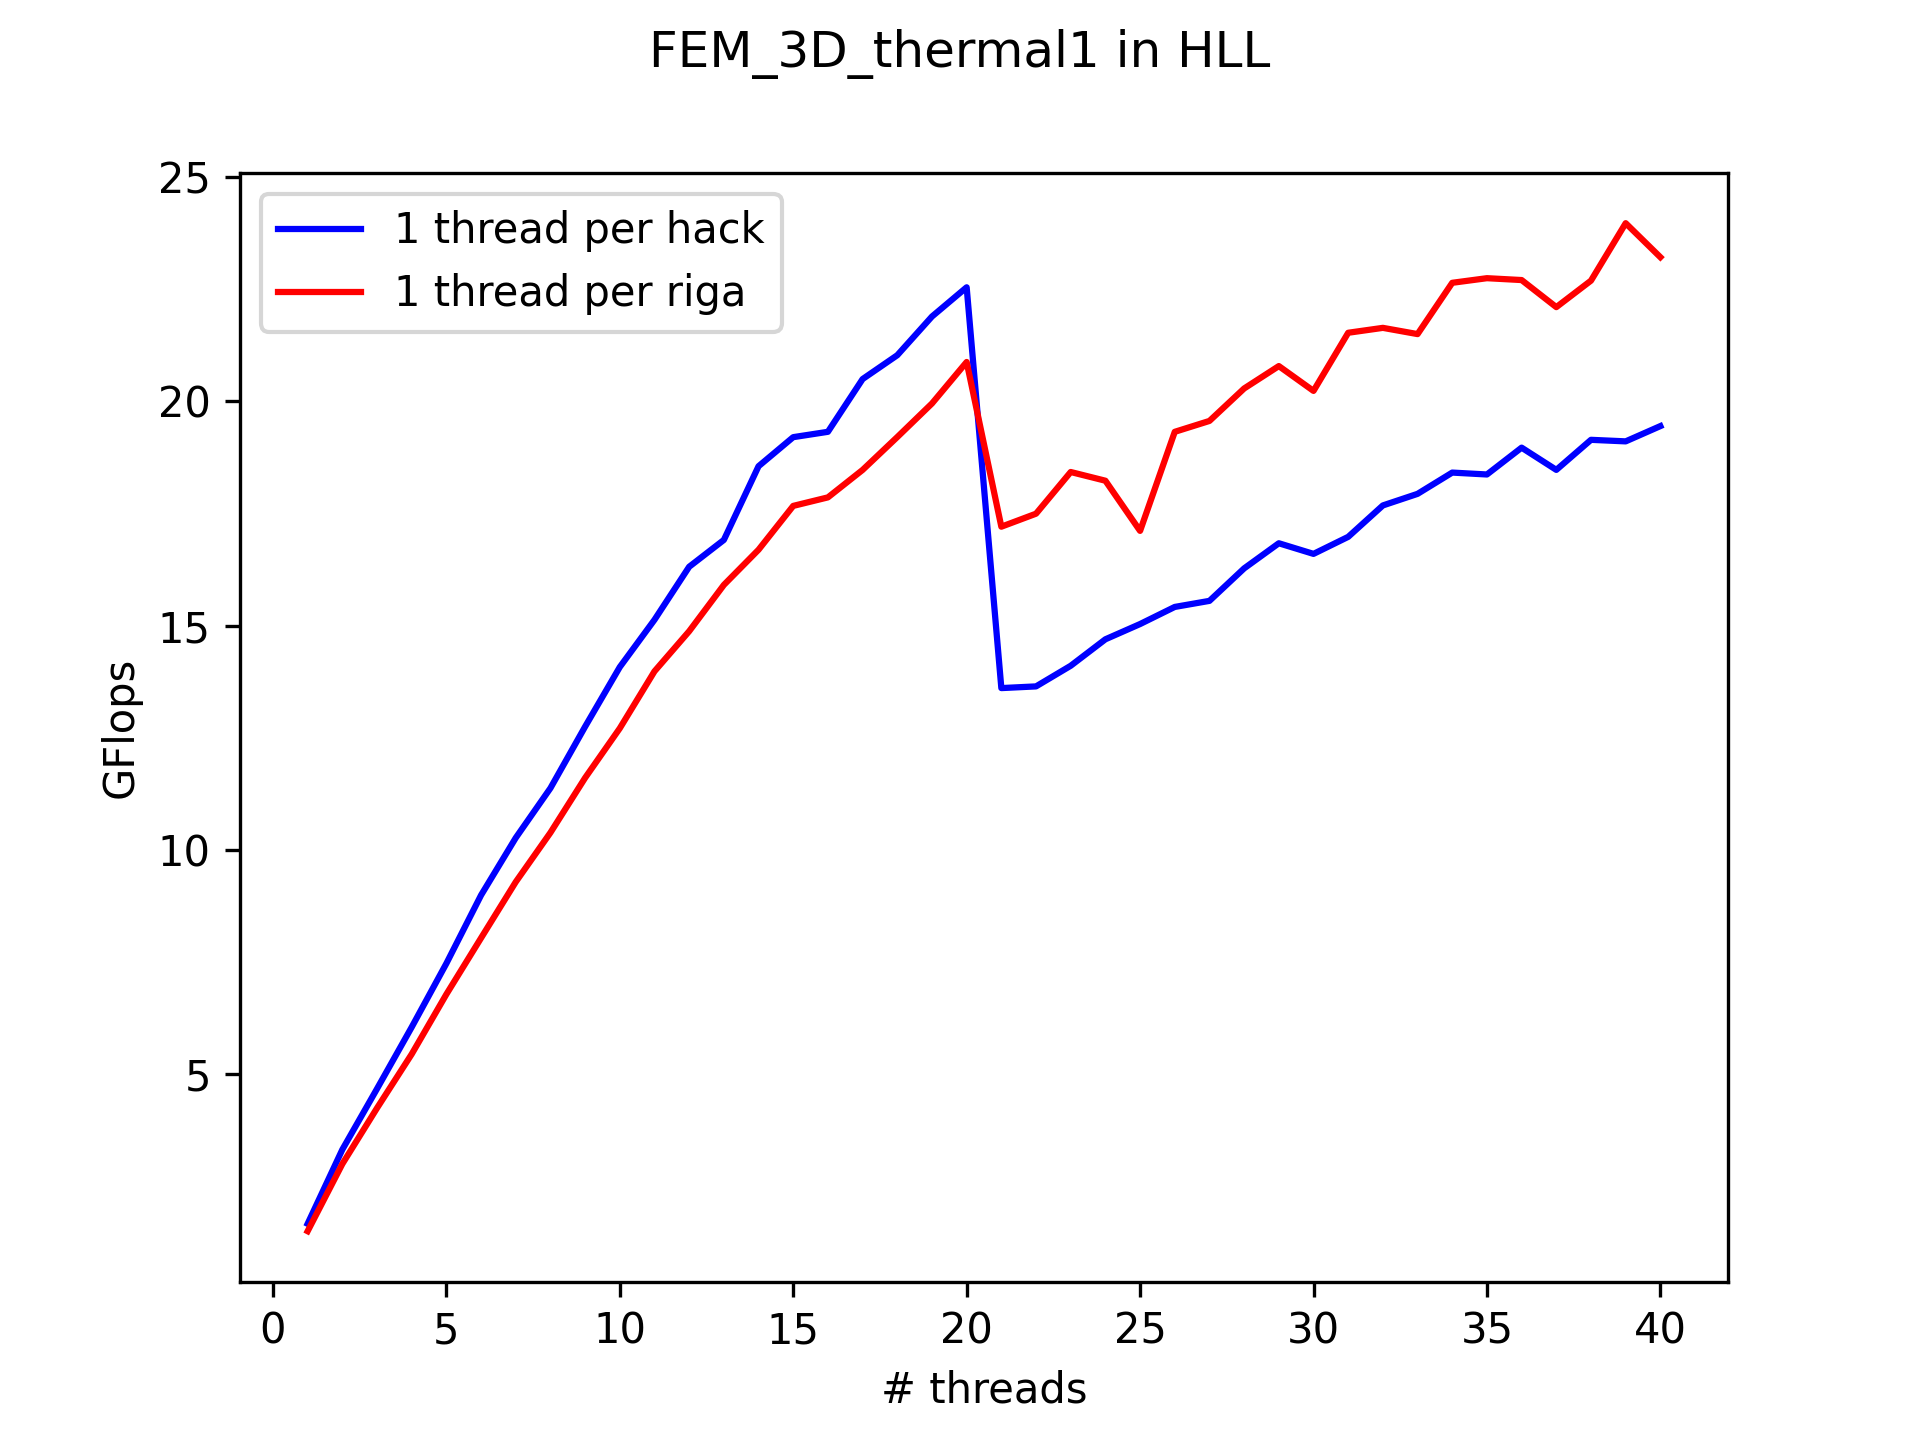 FEM_3D_thermal1 in HLL
25
20
15
10
5
GFlops
1 thread per hack
1 thread per riga
0 5 10 15 20 25 30 35 40
# threads